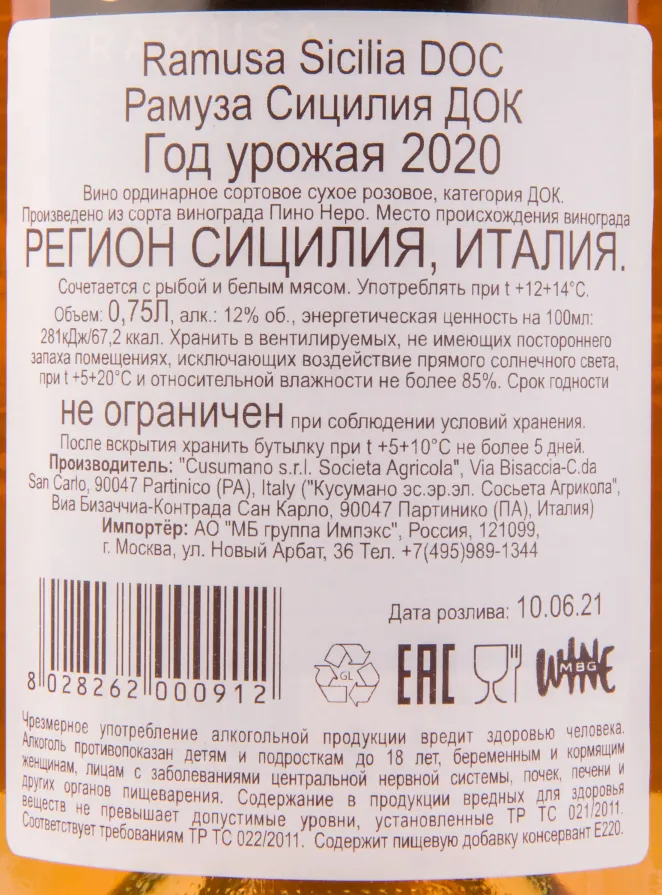 RAMUSA
Ramusa Sicilia DOC
Рамуза Сицилия ДОК
Год урожая 2020
Вино ординарное сортовое сухое розовое, категория ДОК.
Произведено из сорта винограда Пино Неро. Место происхождения винограда
РЕГИОН СИЦИЛИЯ, ИТАЛИЯ.
Сочетается с рыбой и белым мясом. Употреблять при t +12+14°С.
Объем: 0,75Л, алк.: 12% об., энергетическая ценность на 100мл:
281кДж/67,2 ккал. Хранить в вентилируемых, не имеющих постороннего
запаха помещениях, исключающих воздействие прямого солнечного света,
при t +5+20°С и относительной влажности не более 85%. Срок годности
не ограничен при соблюдении условий хранения.
После вскрытия хранить бутылку при t +5+10°С не более 5 дней.
Производитель: "Cusumano s.r.l. Societa Agricola", Via Bisaccia-C.da
San Carlo, 90047 Partinico (PA), Italy ("Кусумано эс.эр.эл. Сосьета Агрикола",
Виа Бизаччиа-Контрада Сан Карло, 90047 Партинико (ПА), Италия)
Импортёр: АО "МБ группа Импэкс", Россия, 121099,
г. Москва, ул. Новый Арбат, 36 Тел. +7(495)989-1344
Дата розлива: 10.06.21
8 028262 000912
GL
EAC
WINE
MBG
Чрезмерное употребление алкогольной продукции вредит здоровью человека.
Алкоголь противопоказан детям и подросткам до 18 лет, беременным и кормящим
женщинам, лицам с заболеваниями центральной нервной системы, почек, печени и
других органов пищеварения. Содержание в продукции вредных для здоровья
веществ не превышает допустимые уровни, установленные ТР ТС 021/2011.
Соответствует требованиям ТР ТС 022/2011. Содержит пищевую добавку консервант Е220.